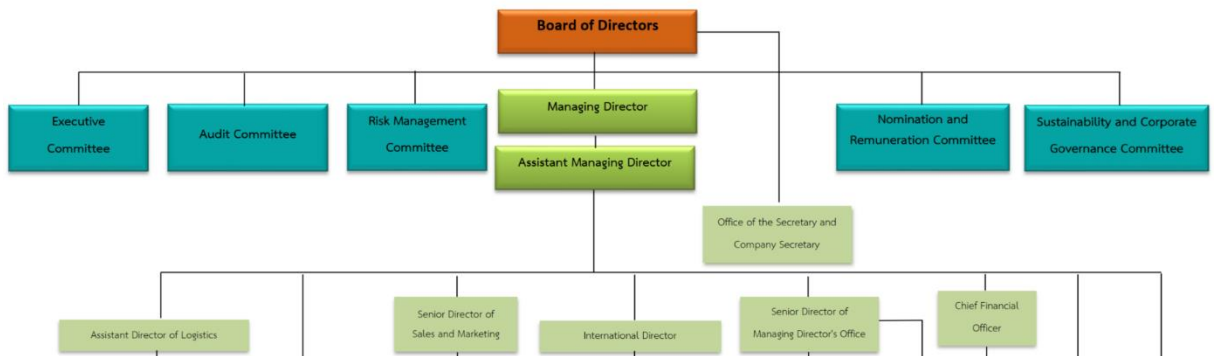 Board of Directors
Executive
Committee
Audit Committee
Risk Management
Committee
Managing Director
Nomination and
Remuneration Committee
Sustainability and Corporate
Governance Committee
Assistant Managing Director
Office of the Secretary and
Company Secretary
Assistant Director of Logistics
Senior Director of
Sales and Marketing
International Director
Senior Director of
Managing Director's Office
Chief Financial
Officer